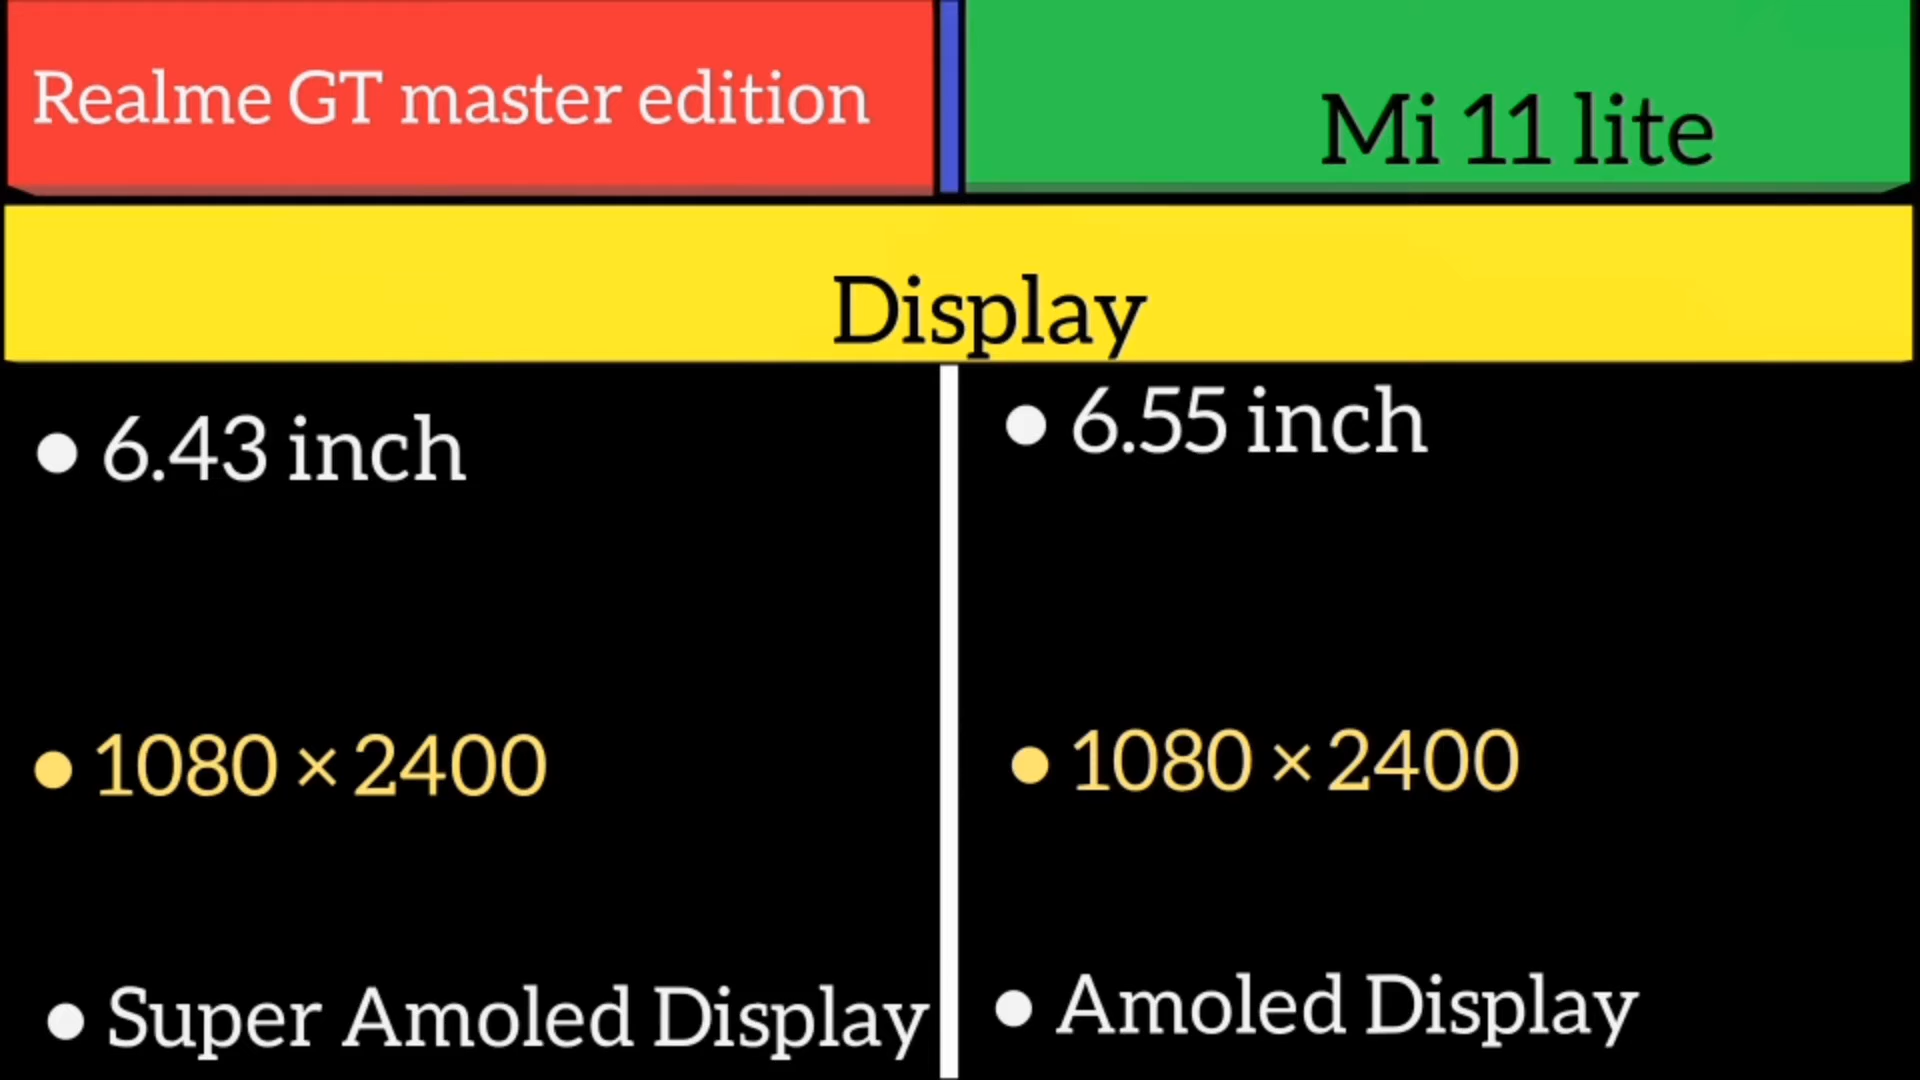 Realme GT master edition
Mi 11 lite
Display
● 6.43 inch
● 6.55 inch
● 1080 × 2400
● 1080 × 2400
● Super Amoled Display
● Amoled Display